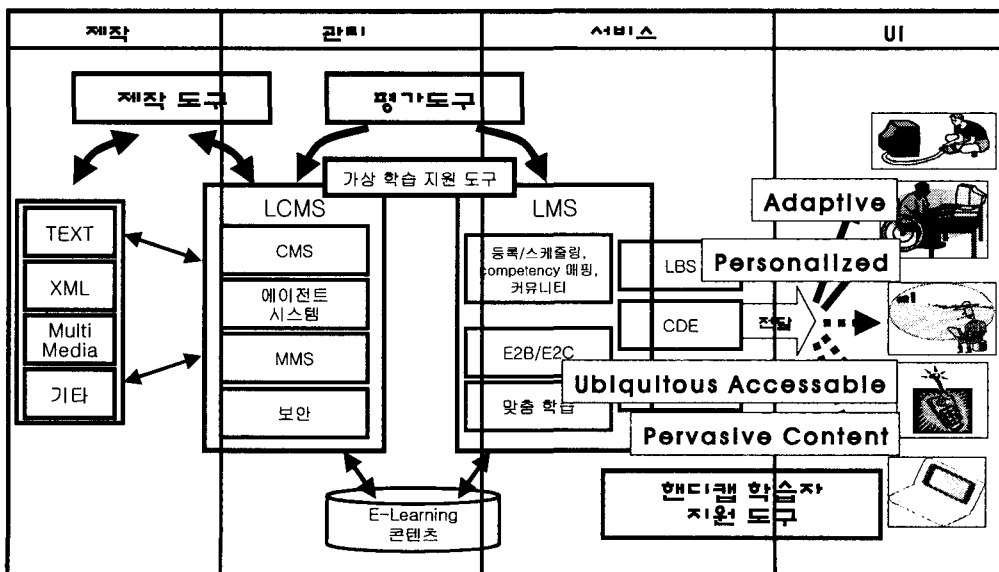 제작
관리
서비스
UI
제작 도구
평가도구
가상 학습 지원 도구
LCMS
LMS
TEXT
XML
Multi
Media
기타
CMS
에이전트
시스템
MMS
보안
등록/스케줄링,
competency 매핑,
커뮤니티
E2B/E2C
맞춤 학습
LBS
CDE
전달
Adaptive
Personalized
Ubiquitous Accessable
Pervasive Content
E-Learning
콘텐츠
핸디캡 학습자
지원 도구